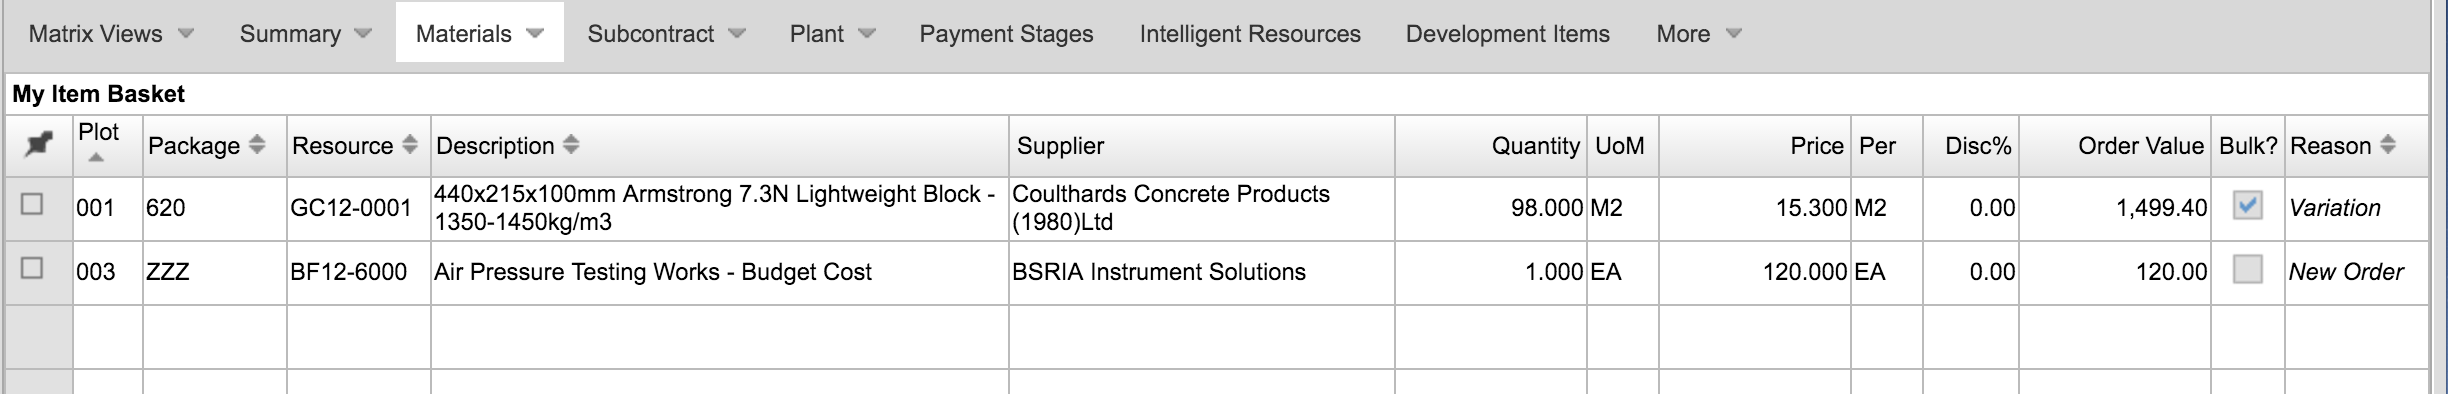 Matrix Views Summary Materials Subcontract Plant Payment Stages Intelligent Resources Development Items More
My Item Basket
Plot Package Resource Description Supplier Quantity UoM Price Per Disc% Order Value Bulk? Reason
001 620 GC12-0001 440x215x100mm Armstrong 7.3N Lightweight Block - Coulthards Concrete Products 98.000 M2 15.300 M2 0.00 1,499.40 Variation
1350-1450kg/m3 (1980)Ltd
003 ZZZ BF12-6000 Air Pressure Testing Works - Budget Cost BSRIA Instrument Solutions 1.000 EA 120.000 EA 0.00 120.00 New Order